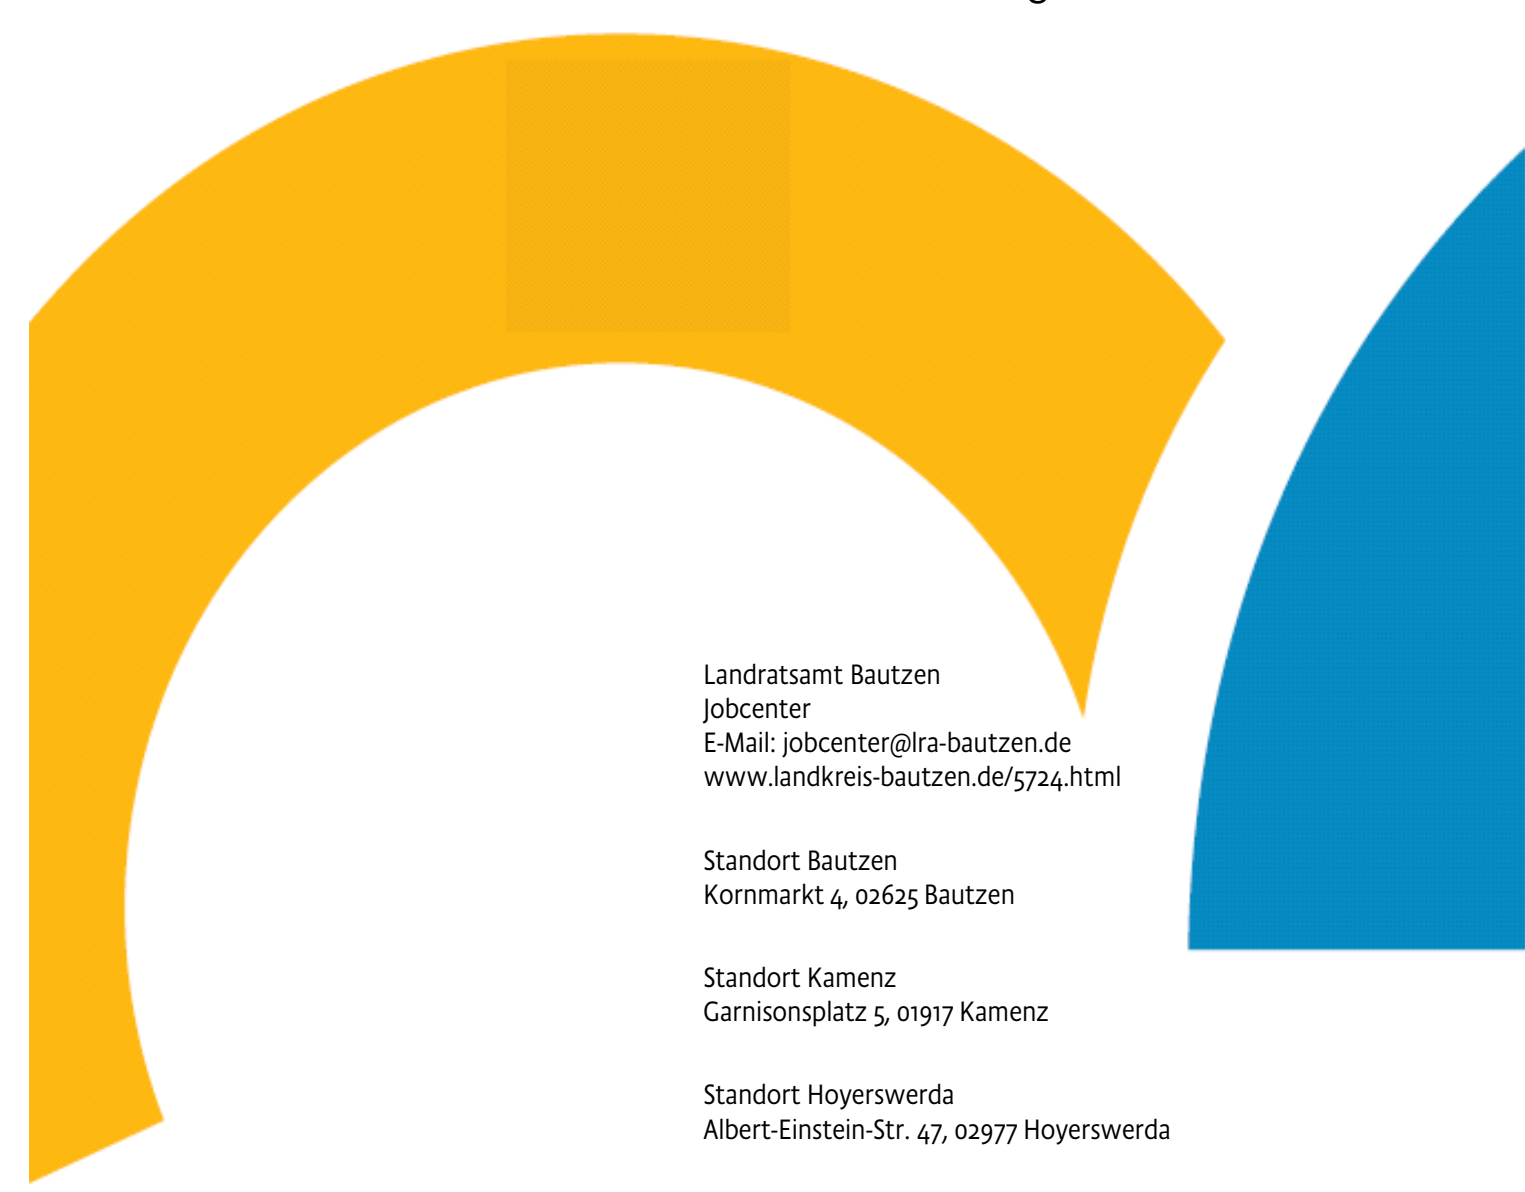 Landratsamt Bautzen
Jobcenter
E-Mail: jobcenter@lra-bautzen.de
www.landkreis-bautzen.de/5724.html
Standort Bautzen
Kornmarkt 4, 02625 Bautzen
Standort Kamenz
Garnisonsplatz 5, 01917 Kamenz
Standort Hoyerswerda
Albert-Einstein-Str. 47, 02977 Hoyerswerda